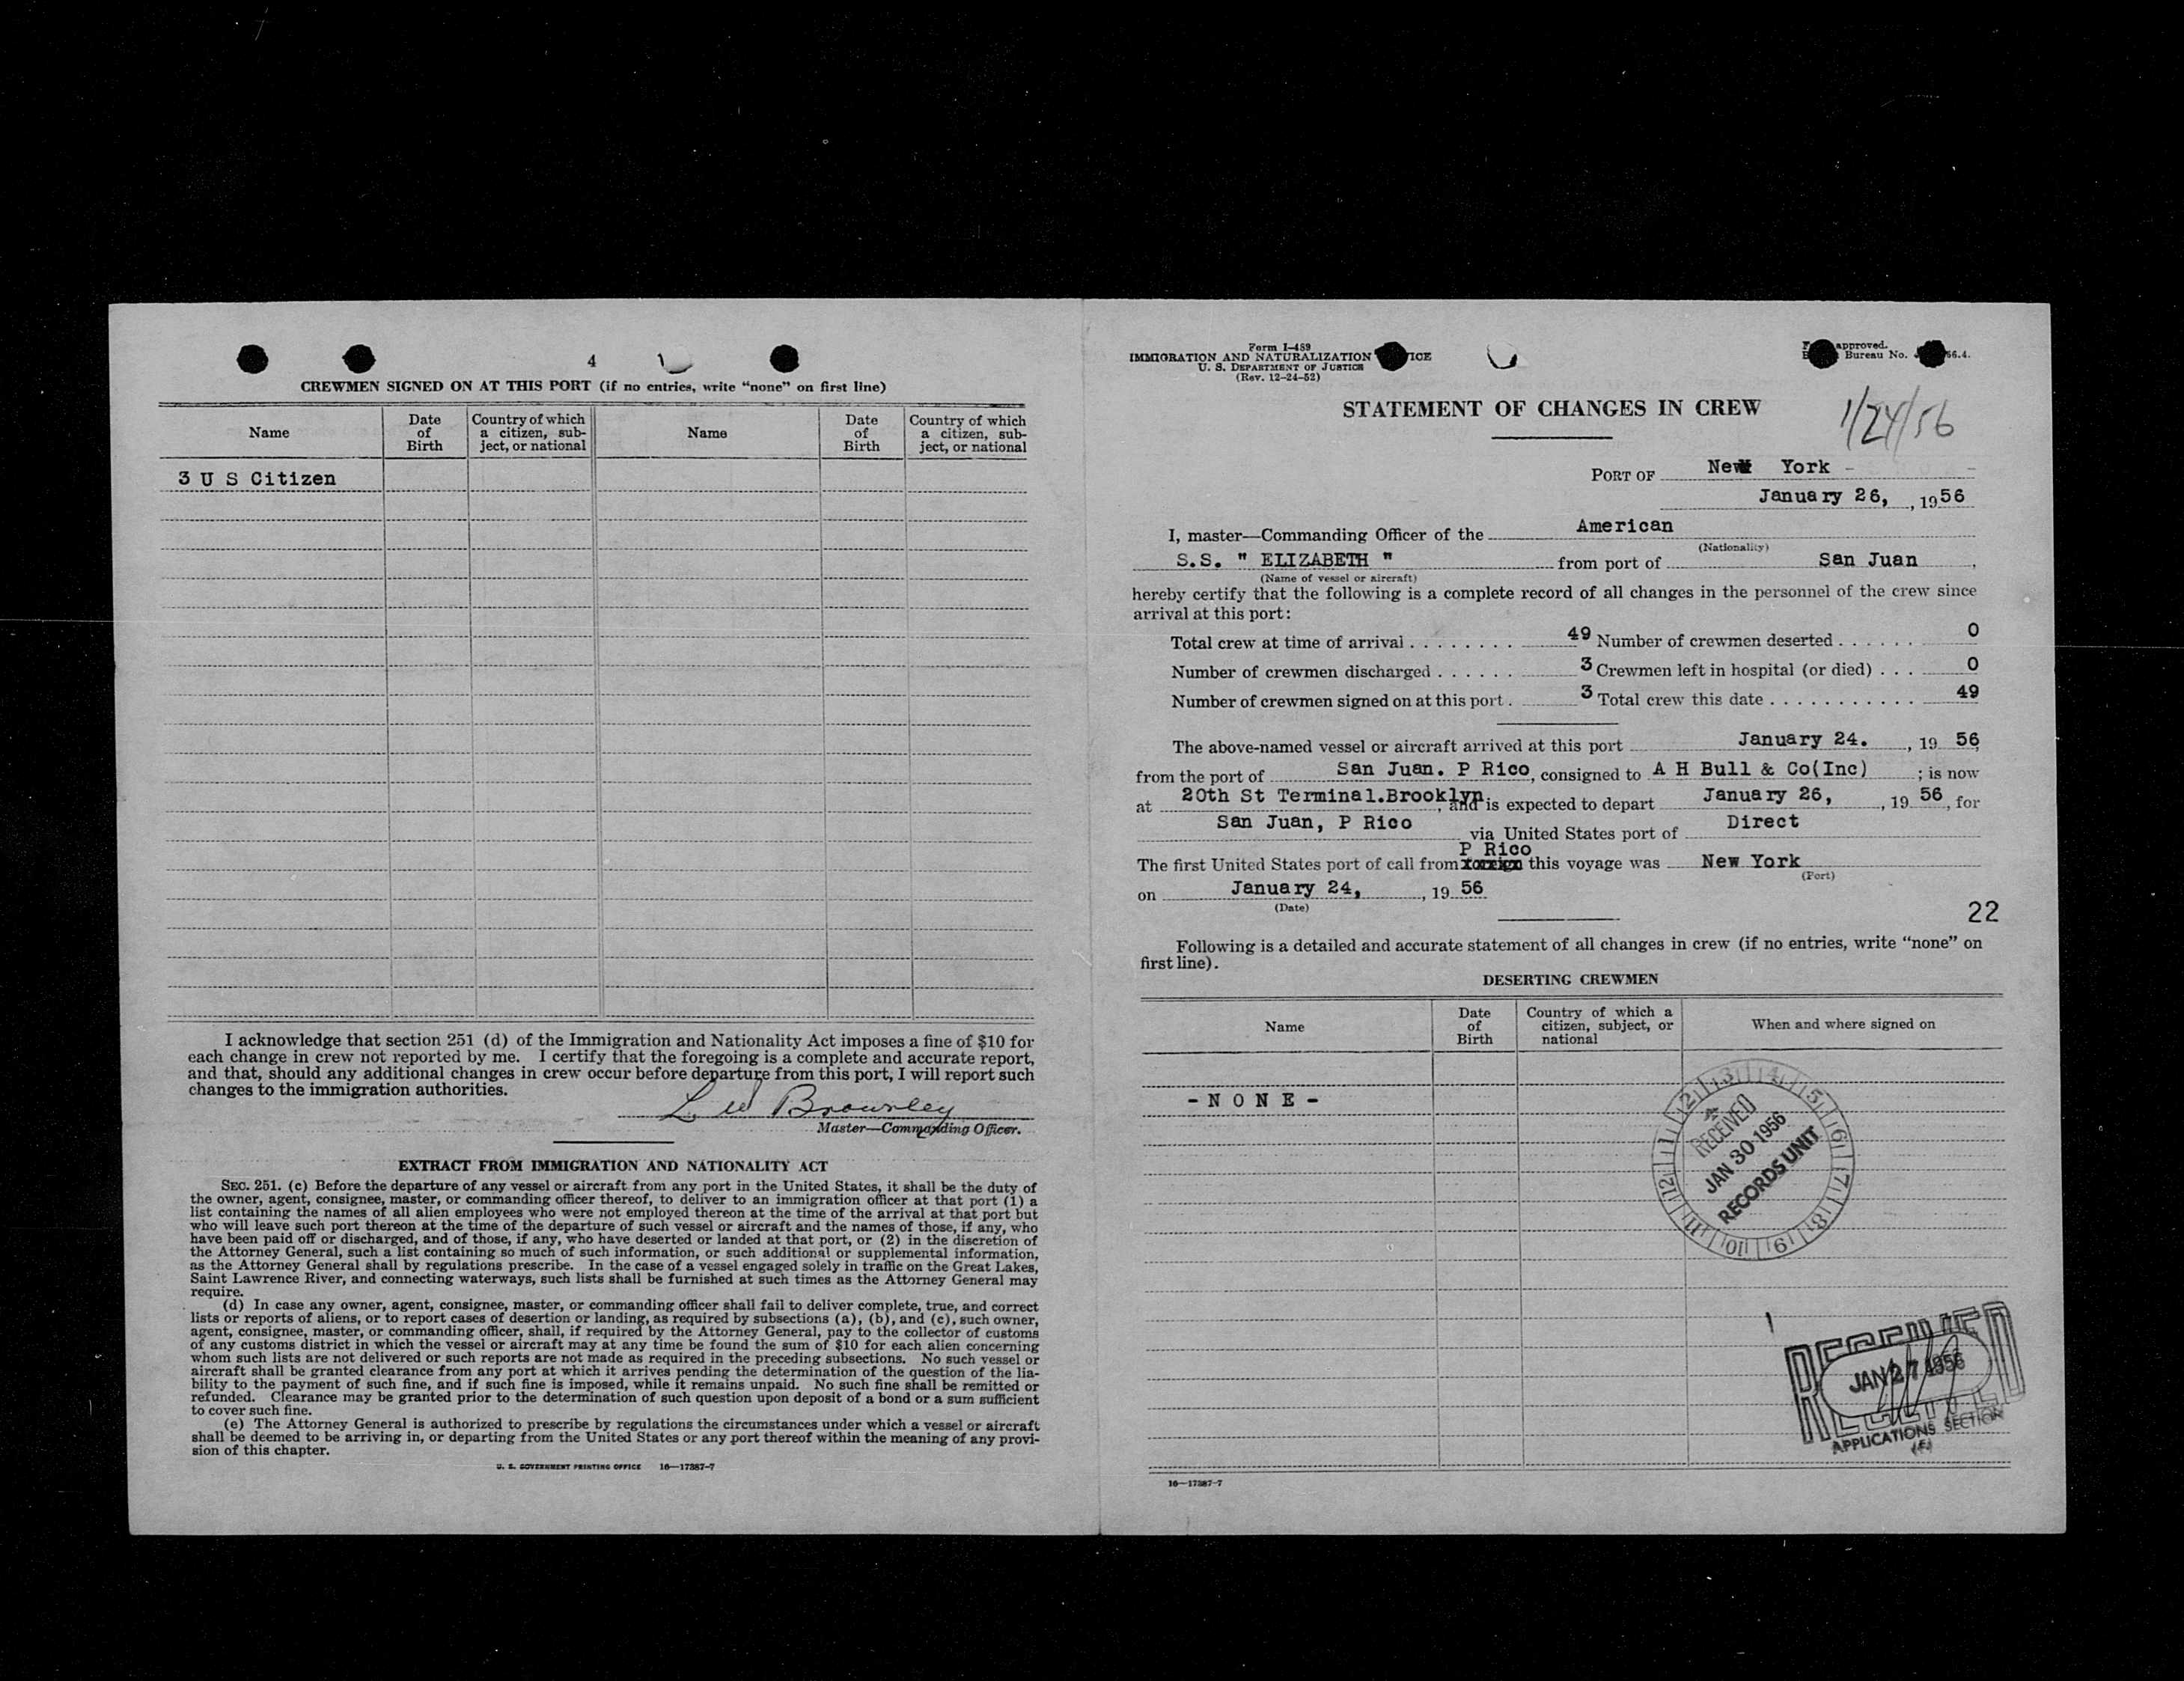 4
CREWMEN SIGNED ON AT THIS PORT (if no entries, write “none” on first line)
Name Date of Birth Country of which a citizen, subject, or national Name Date of Birth Country of which a citizen, subject, or national
3 U S Citizen
I acknowledge that section 251 (d) of the Immigration and Nationality Act imposes a fine of $10 for
each change in crew not reported by me. I certify that the foregoing is a complete and accurate report,
and that, should any additional changes in crew occur before departure from this port, I will report such
changes to the immigration authorities.
L W Brownley
Master—Commanding Officer.
EXTRACT FROM IMMIGRATION AND NATIONALITY ACT
SEC. 251. (c) Before the departure of any vessel or aircraft from any port in the United States, it shall be the duty of
the owner, agent, consignee, master, or commanding officer thereof, to deliver to an immigration officer at that port (1) a
list containing the names of all alien employees who were not employed thereon at the time of the arrival at that port but
who will leave such port thereon at the time of the departure of such vessel or aircraft and the names of those, if any, who
have been paid off or discharged, and of those, if any, who have deserted or landed at that port, or (2) in the discretion of
the Attorney General, such a list containing so much of such information, or such additional or supplemental information,
as the Attorney General shall by regulations prescribe. In the case of a vessel engaged solely in traffic on the Great Lakes,
Saint Lawrence River, and connecting waterways, such lists shall be furnished at such times as the Attorney General may
require.
(d) In case any owner, agent, consignee, master, or commanding officer shall fail to deliver complete, true, and correct
lists or reports of aliens, or to report cases of desertion or landing, as required by subsections (a), (b), and (c), such owner,
agent, consignee, master, or commanding officer, shall, if required by the Attorney General, pay to the collector of customs
of any customs district in which the vessel or aircraft may at any time be found the sum of $10 for each alien concerning
whom such lists are not delivered or such reports are not made as required in the preceding subsections. No such vessel or
aircraft shall be granted clearance from any port at which it arrives pending the determination of the question of the lia-
bility to the payment of such fine, and if such fine is imposed, while it remains unpaid. No such fine shall be remitted or
refunded. Clearance may be granted prior to the determination of such question upon deposit of a bond or a sum sufficient
to cover such fine.
(e) The Attorney General is authorized to prescribe by regulations the circumstances under which a vessel or aircraft
shall be deemed to be arriving in, or departing from the United States or any port thereof within the meaning of any provi-
sion of this chapter.
U. S. GOVERNMENT PRINTING OFFICE 16—17387-7
Form I-489
IMMIGRATION AND NATURALIZATION
U. S. DEPARTMENT OF JUSTICE
(Rev. 12-24-52)
approved.
Bureau No.
STATEMENT OF CHANGES IN CREW
1/24/56
PORT OF New York
January 26, , 1956
I, master—Commanding Officer of the American
(Nationality)
S.S. " ELIZABETH " from port of San Juan ,
(Name of vessel or aircraft)
hereby certify that the following is a complete record of all changes in the personnel of the crew since
arrival at this port:
Total crew at time of arrival 49 Number of crewmen deserted 0
Number of crewmen discharged 3 Crewmen left in hospital (or died) 0
Number of crewmen signed on at this port 3 Total crew this date 49
The above-named vessel or aircraft arrived at this port January 24. , 19 56
from the port of San Juan. P Rico, consigned to A H Bull & Co(Inc) ; is now
at 20th St Terminal.Brooklyn, and is expected to depart January 26, , 19 56, for
San Juan, P Rico via United States port of Direct
P Rico
The first United States port of call from foreign this voyage was New York
(Port)
on January 24, , 19 56
(Date)
22
Following is a detailed and accurate statement of all changes in crew (if no entries, write “none” on
first line).
DESERTING CREWMEN
Name Date of Birth Country of which a citizen, subject, or national When and where signed on
- N O N E -
1 2 3 4 5 6 7 8 9 10 11 12
RECEIVED
JAN 30 1956
RECORDS UNIT
RECEIVED
JAN 27 1956
APPLICATIONS SECTION
16—17387-7